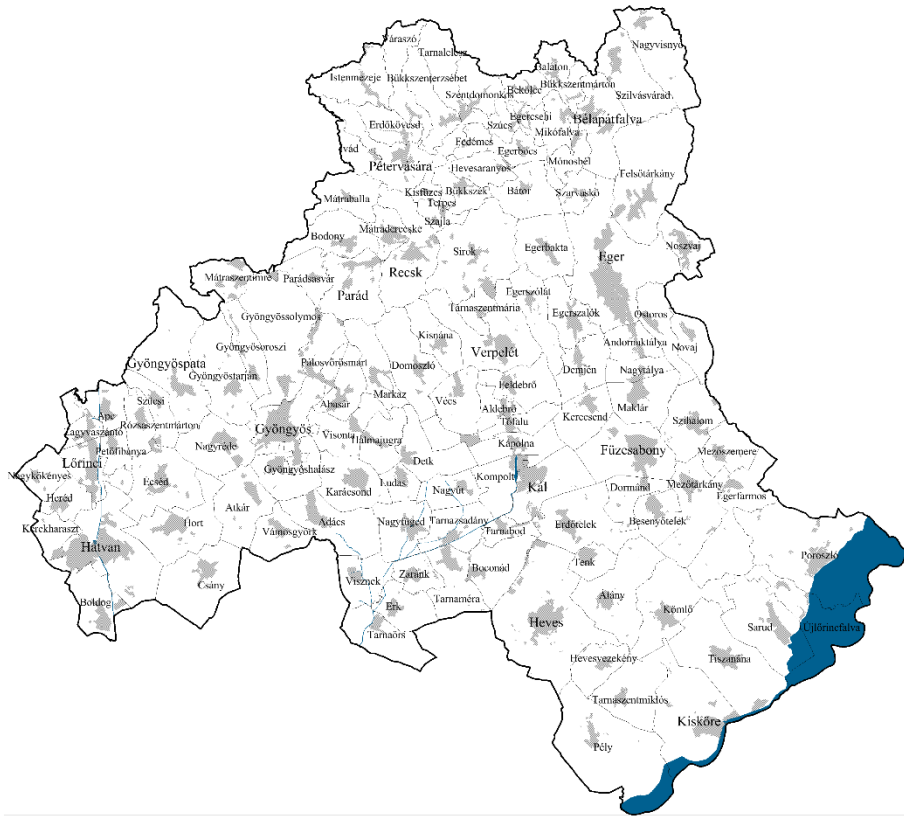 Váraszó
Nagyvisnyó
Tarnalelesz
Istenmezeje
Bükkszenterzsébet
Balaton
Bekölce
Bükkszentmárton
Szentdomonkos
Szilvásvárad
Erdőkövesd
Szúcs
Egercsehi
Mikófalva
Bélapátfalva
Fedémes
Egerbocs
Pétervására
Hevesaranyos
Mónosbél
Felsőtárkány
Kisfüzes
Bükkszék
Bátor
Szarvaskő
Mátraballa
Terpes
Szajla
Bodony
Mátraderecske
Sirok
Egerbakta
Noszvaj
Eger
Recsk
Mátraszentimre
Parádsasvár
Parád
Egerszólát
Tarnaszentmária
Egerszalók
Ostoros
Gyöngyössolymos
Kisnána
Gyöngyösoroszi
Verpelét
Andornaktálya
Novaj
Gyöngyöspata
Pálosvörösmart
Domoszló
Demjén
Nagytálya
Gyöngyöstarján
Markaz
Vécs
Feldebrő
Szűcsi
Abasár
Aldebrő
Maklár
Apc
Rózsaszentmárton
Tófalu
Kerecsend
Szihalom
Zagyvaszántó
Gyöngyös
Visonta
Halmajugra
Petőfibánya
Nagyréde
Kápolna
Füzesabony
Mezőszemere
Lőrinci
Gyöngyöshalász
Detk
Nagykökényes
Ecséd
Ludas
Kompolt
Kál
Dormánd
Mezőtárkány
Egerfarmos
Heréd
Karácsond
Nagyút
Atkár
Besenyőtelek
Kerekharaszt
Hort
Vámosgyörk
Adács
Nagyfüged
Tarnazsadány
Tarnabod
Erdőtelek
Hatvan
Poroszló
Csány
Visznek
Zaránk
Boconád
Tenk
Boldog
Erk
Tarnaméra
Átány
Kömlő
Tarnaörs
Heves
Sarud
Újlőrincfalva
Hevesvezekény
Tiszanána
Tarnaszentmiklós
Kisköre
Pély